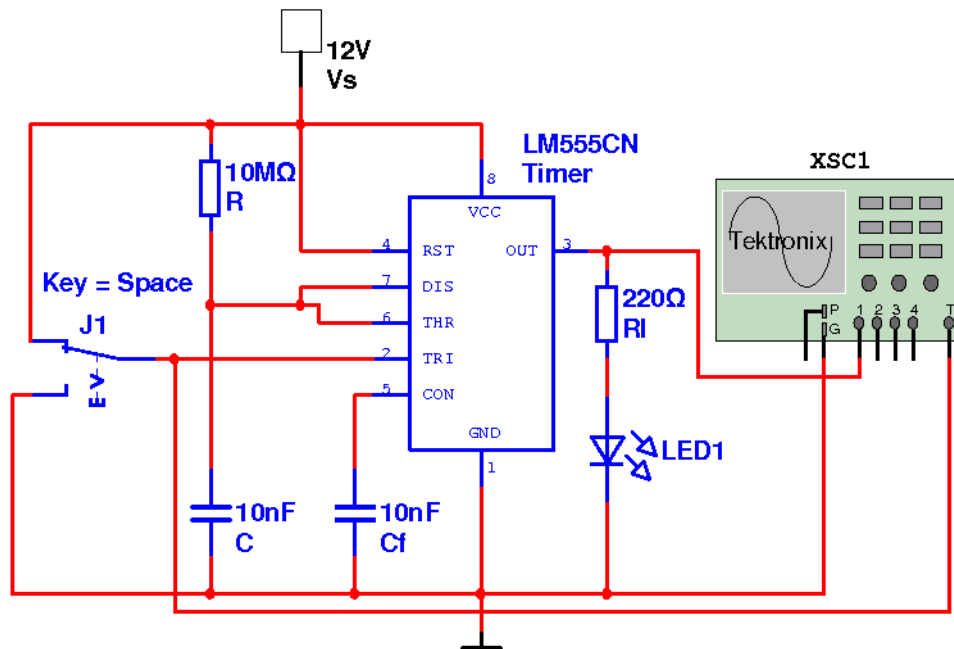 12V
Vs
LM555CN
Timer
XSC1
10MΩ
R
8
VCC
4
RST
OUT
3
7
DIS
6
THR
2
TRI
5
CON
GND
1
Key = Space
J1
E-V-
Tektronix
P
G
1
2
3
4
T
220Ω
Rl
LED1
10nF
C
10nF
Cf